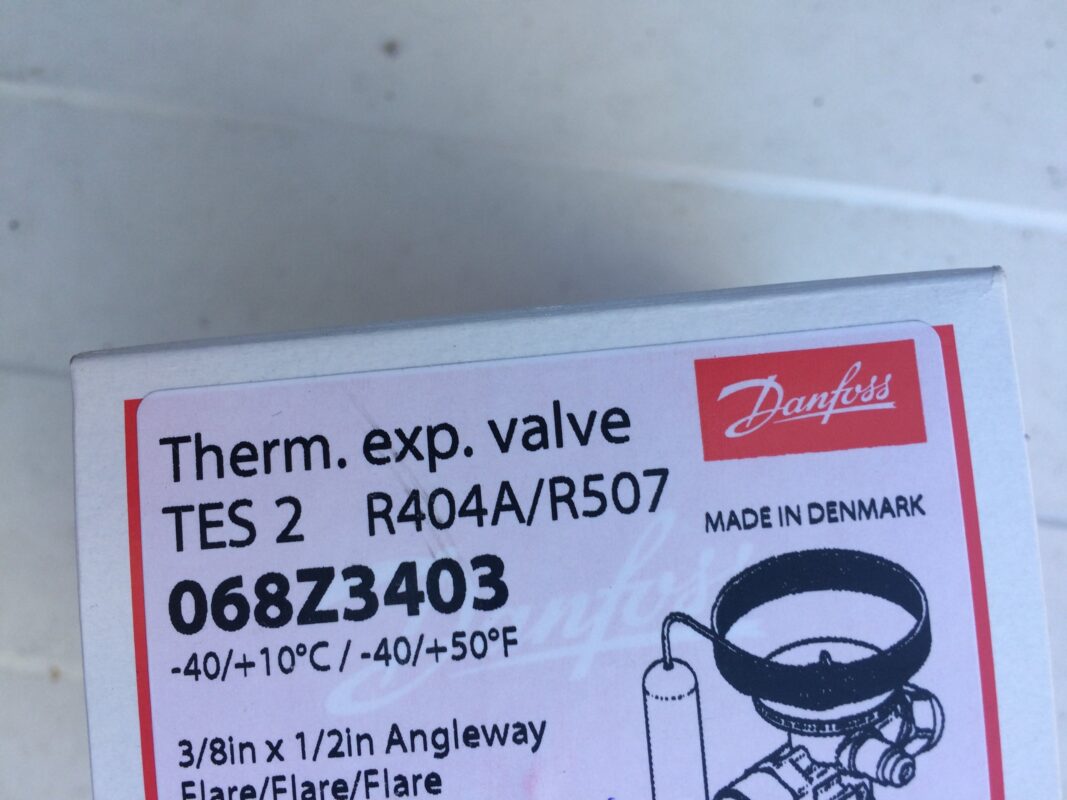 Danfoss
Therm. exp. valve
TES 2 R404A/R507
MADE IN DENMARK
068Z3403
Danfoss
-40/+10°C / -40/+50°F
3/8in x 1/2in Angleway
Flare/Flare/Flare